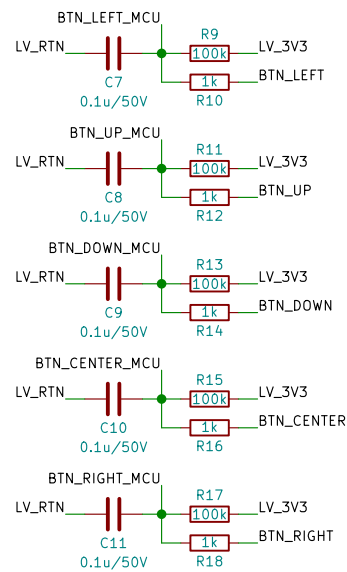 BTN_LEFT_MCU
R9
LV_RTN
100k
LV_3V3
C7
1k
BTN_LEFT
0.1u/50V
R10
BTN_UP_MCU
R11
LV_RTN
100k
LV_3V3
C8
1k
BTN_UP
0.1u/50V
R12
BTN_DOWN_MCU
R13
LV_RTN
100k
LV_3V3
C9
1k
BTN_DOWN
0.1u/50V
R14
BTN_CENTER_MCU
R15
LV_RTN
100k
LV_3V3
C10
1k
BTN_CENTER
0.1u/50V
R16
BTN_RIGHT_MCU
R17
LV_RTN
100k
LV_3V3
C11
1k
BTN_RIGHT
0.1u/50V
R18